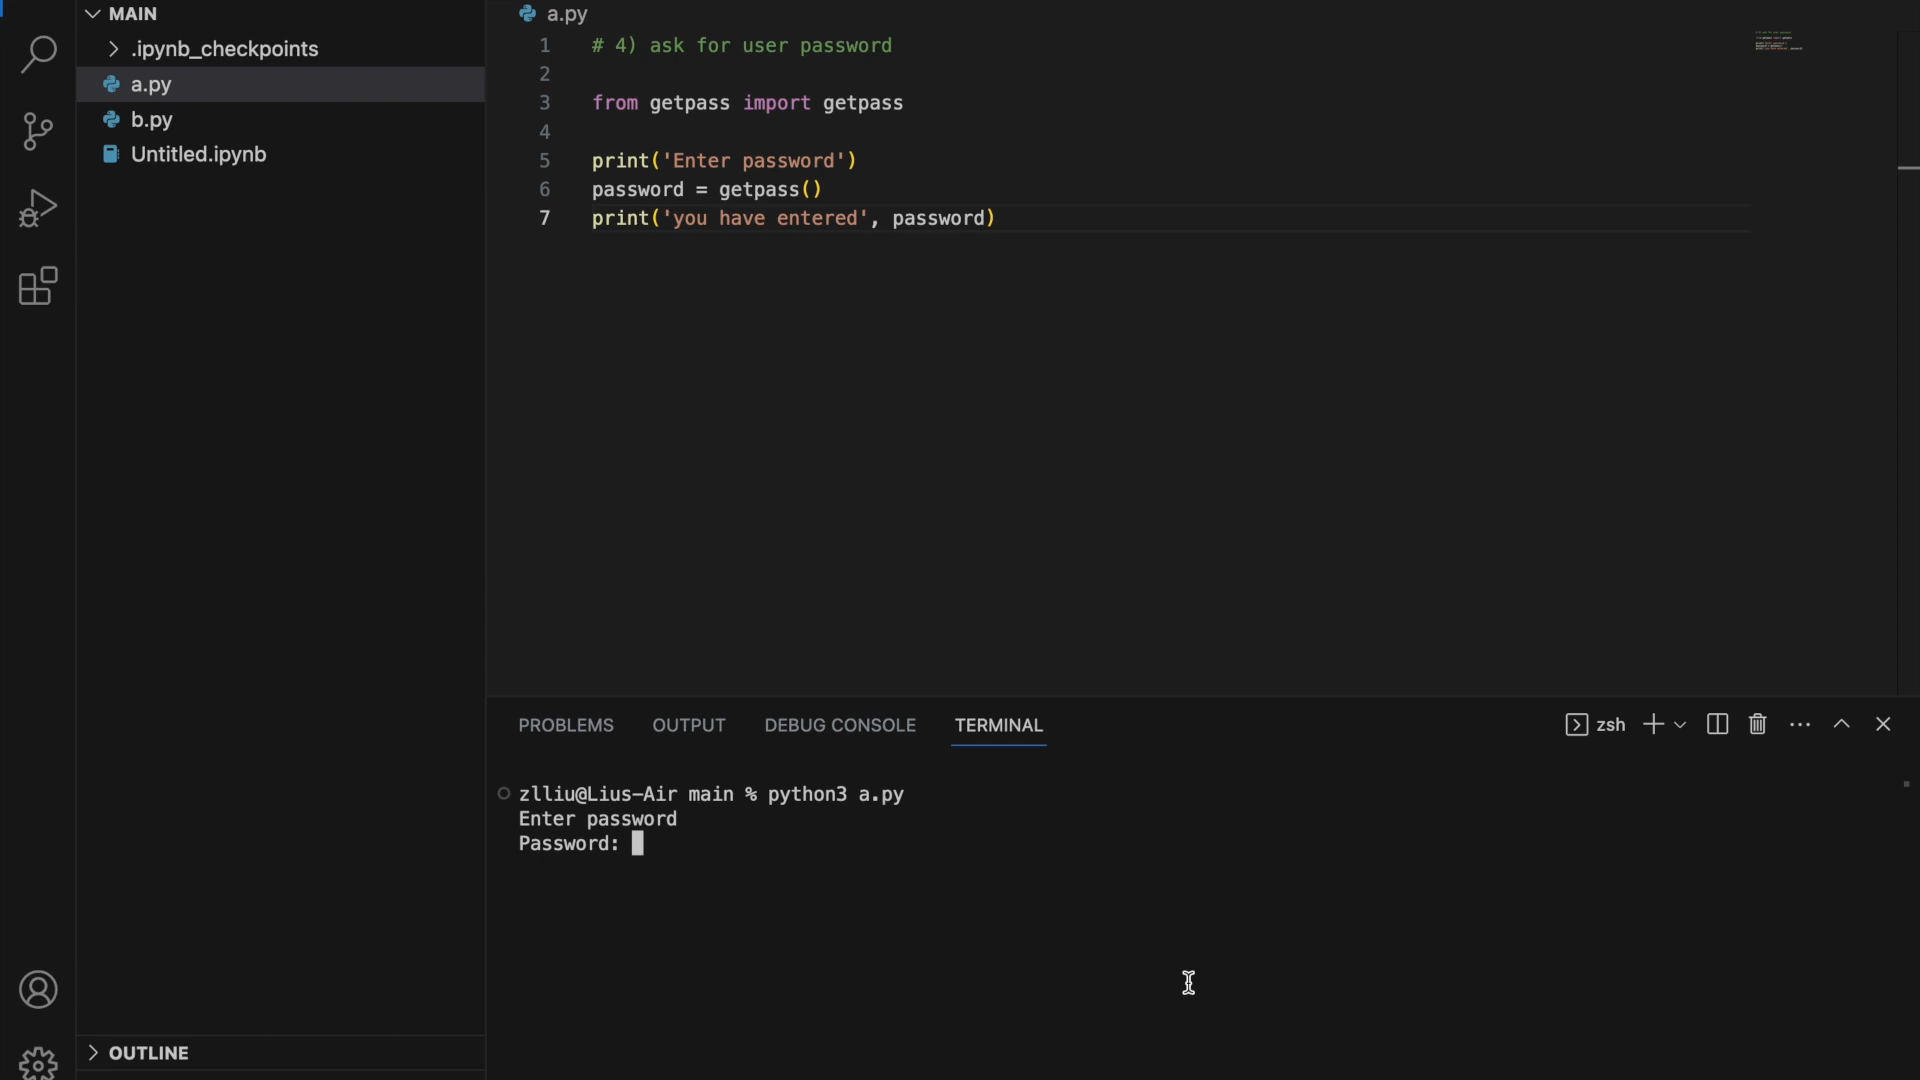 MAIN
.ipynb_checkpoints
a.py
b.py
Untitled.ipynb
OUTLINE
a.py
1 # 4) ask for user password
2
3 from getpass import getpass
4
5 print('Enter password')
6 password = getpass()
7 print('you have entered', password)
PROBLEMS OUTPUT DEBUG CONSOLE TERMINAL
zsh
zlliu@Lius-Air main % python3 a.py
Enter password
Password: